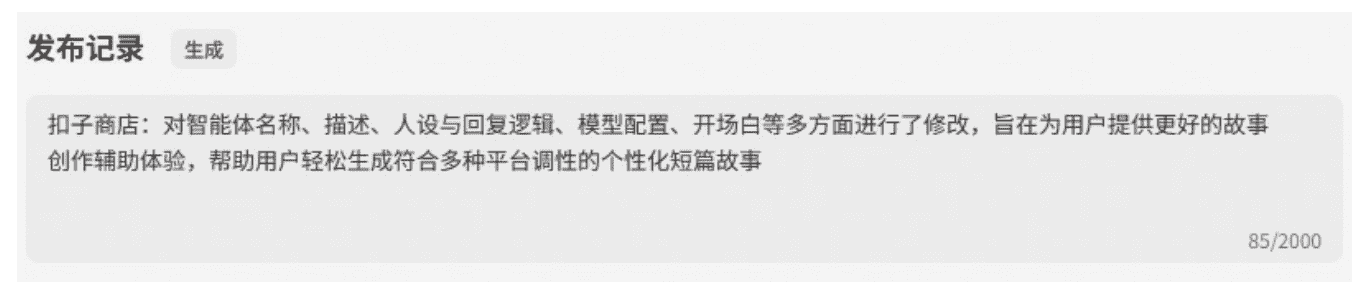 发布记录 生成
扣子商店：对智能体名称、描述、人设与回复逻辑、模型配置、开场白等多方面进行了修改，旨在为用户提供更好的故事
创作辅助体验，帮助用户轻松生成符合多种平台调性的个性化短篇故事
85/2000